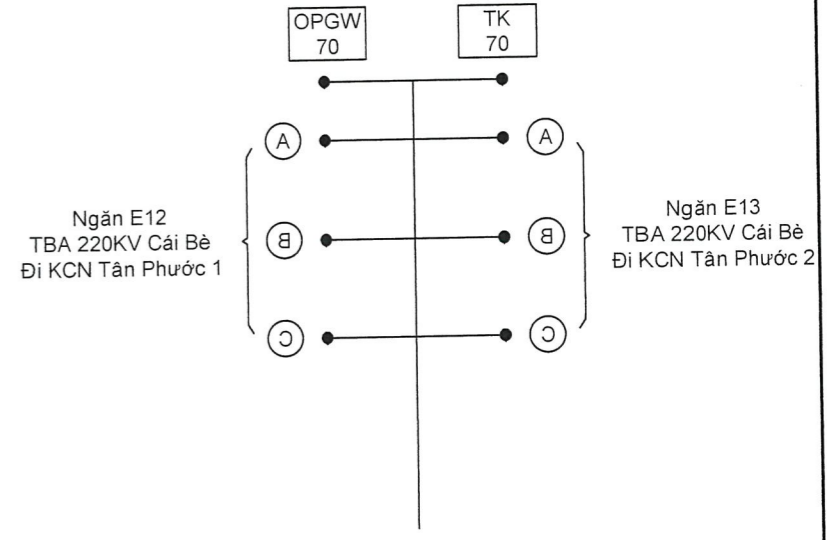 OPGW
70
TK
70
A
A
Ngăn E12
TBA 220KV Cái Bè
Đi KCN Tân Phước 1
B
B
Ngăn E13
TBA 220KV Cái Bè
Đi KCN Tân Phước 2
C
C